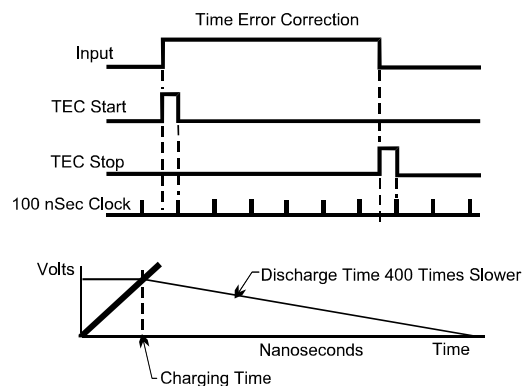 Time Error Correction
Input
TEC Start
TEC Stop
100 nSec Clock
Volts
Discharge Time 400 Times Slower
Nanoseconds
Time
Charging Time